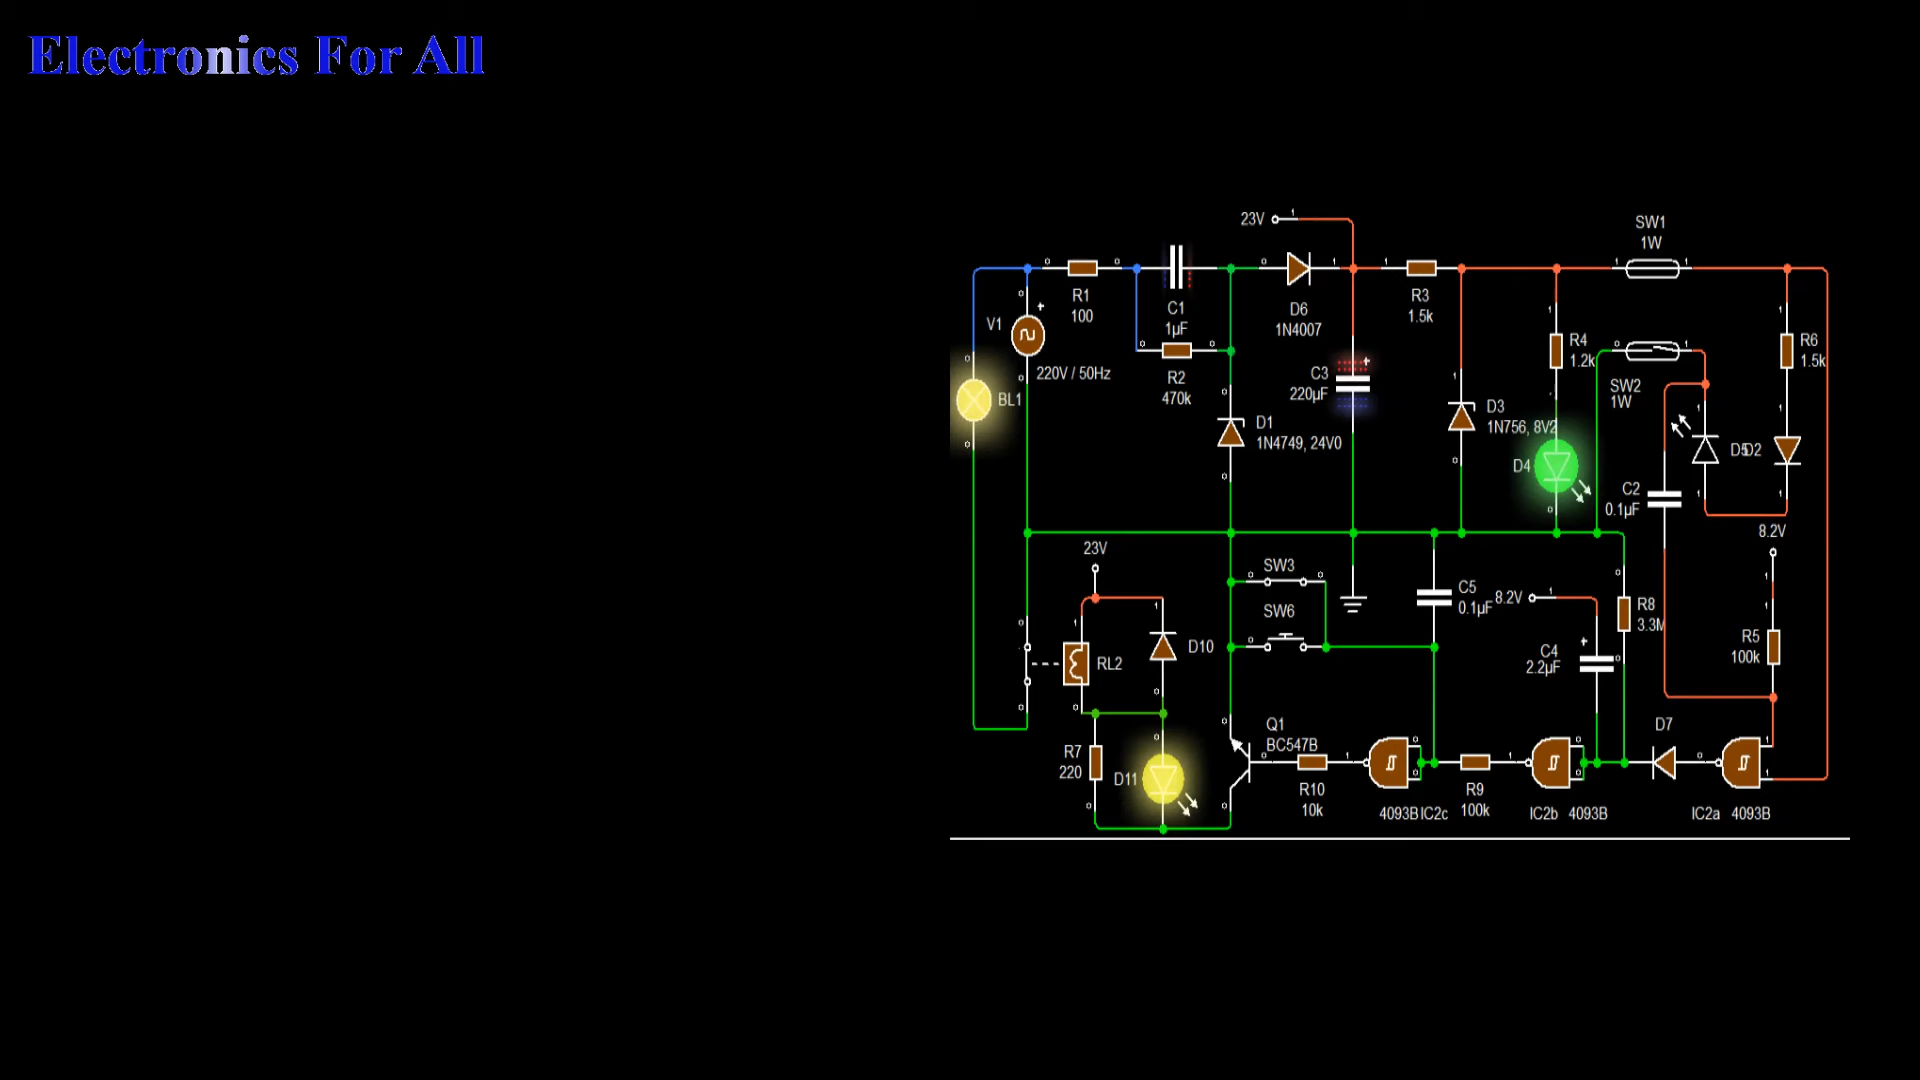 Electronics For All
23V
SW1
1W
R1
100
C1
1µF
D6
1N4007
R3
1.5k
V1
220V / 50Hz
R2
470k
C3
220µF
R4
1.2k
R6
1.5k
SW2
1W
BL1
D1
1N4749, 24V0
D3
1N756, 8V2
D4
D5
D2
C2
0.1µF
8.2V
23V
SW3
SW6
C5
0.1µF
8.2V
R8
3.3M
RL2
D10
C4
2.2µF
R5
100k
Q1
BC547B
D7
R7
220
D11
R10
10k
4093B IC2c
R9
100k
IC2b 4093B
IC2a 4093B